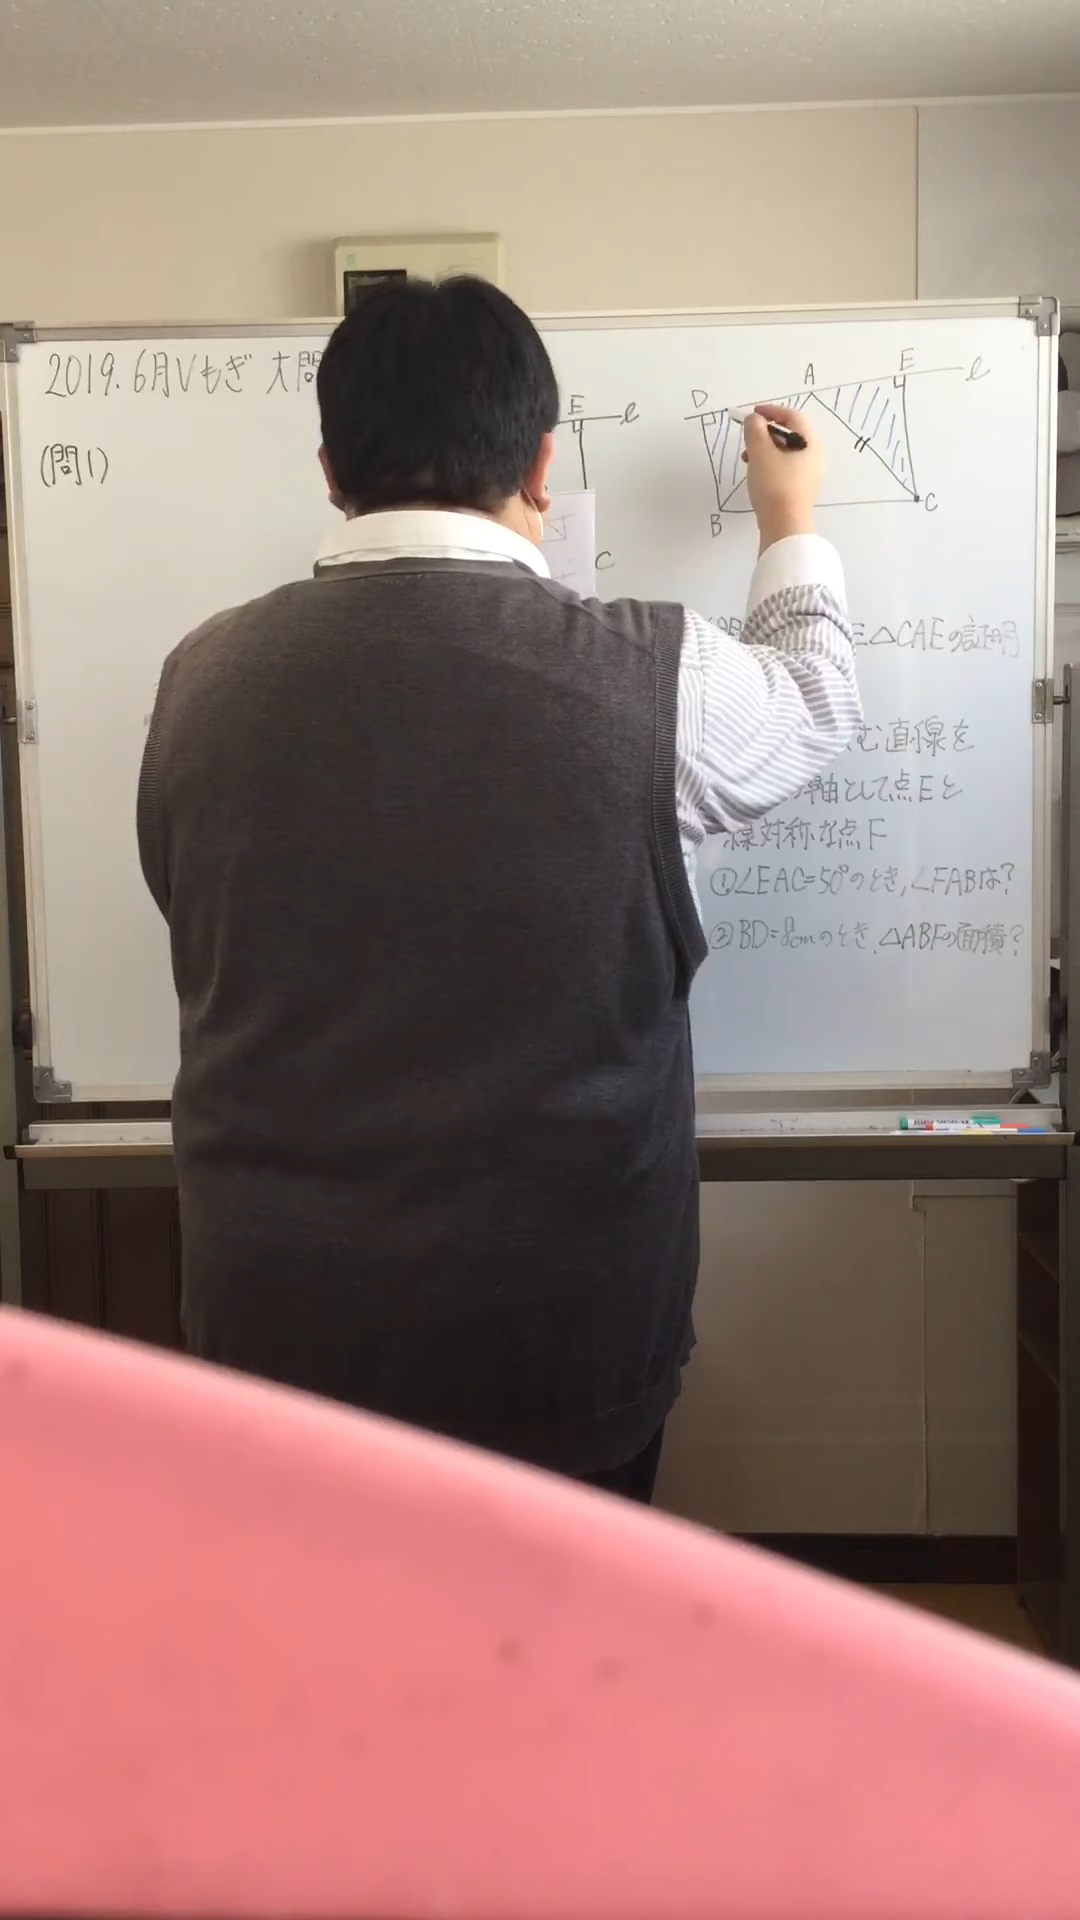 2019.6月Vもぎ 大問
(問1)
E
l
C
D
A
E
l
B
C
△CAEの証明
む直線を
軸として点Eと
線対称な点F
①∠EAC=50°のとき,∠FABは?
②BD=8cmのとき,△ABFの面積?